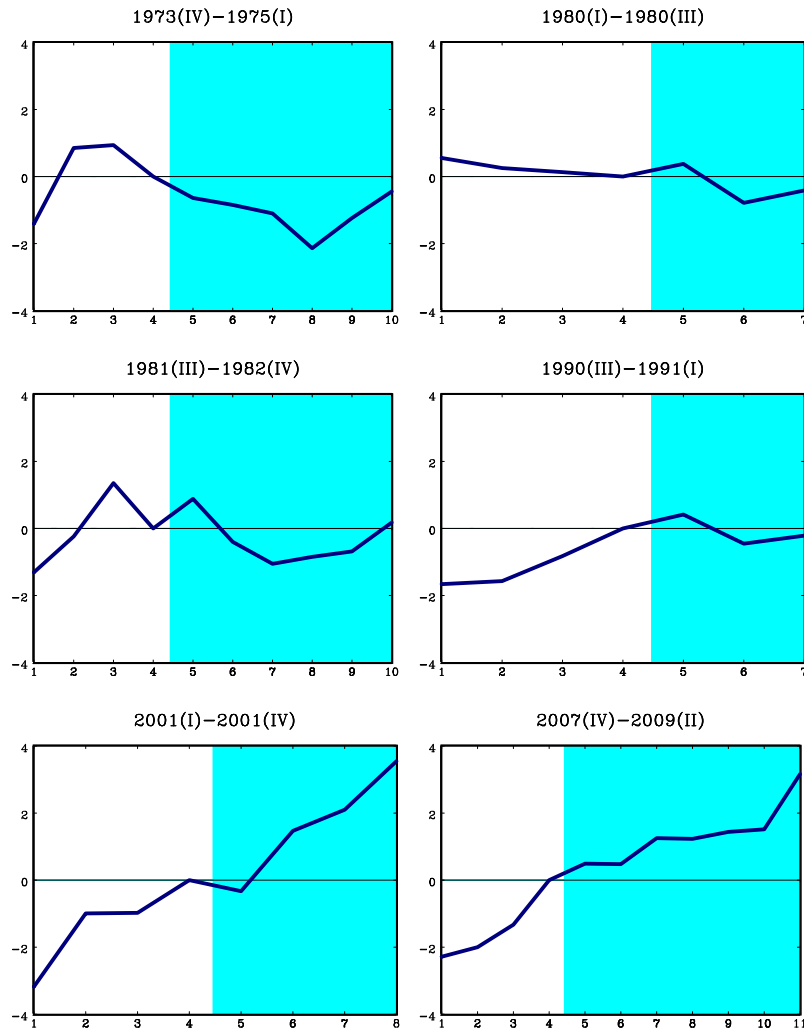 1973(IV)−1975(I)
4
2
0
−2
−4
1 2 3 4 5 6 7 8 9 10
1980(I)−1980(III)
4
2
0
−2
−4
1 2 3 4 5 6 7
1981(III)−1982(IV)
4
2
0
−2
−4
1 2 3 4 5 6 7 8 9 10
1990(III)−1991(I)
4
2
0
−2
−4
1 2 3 4 5 6 7
2001(I)−2001(IV)
4
2
0
−2
−4
1 2 3 4 5 6 7 8
2007(IV)−2009(II)
4
2
0
−2
−4
1 2 3 4 5 6 7 8 9 10 11